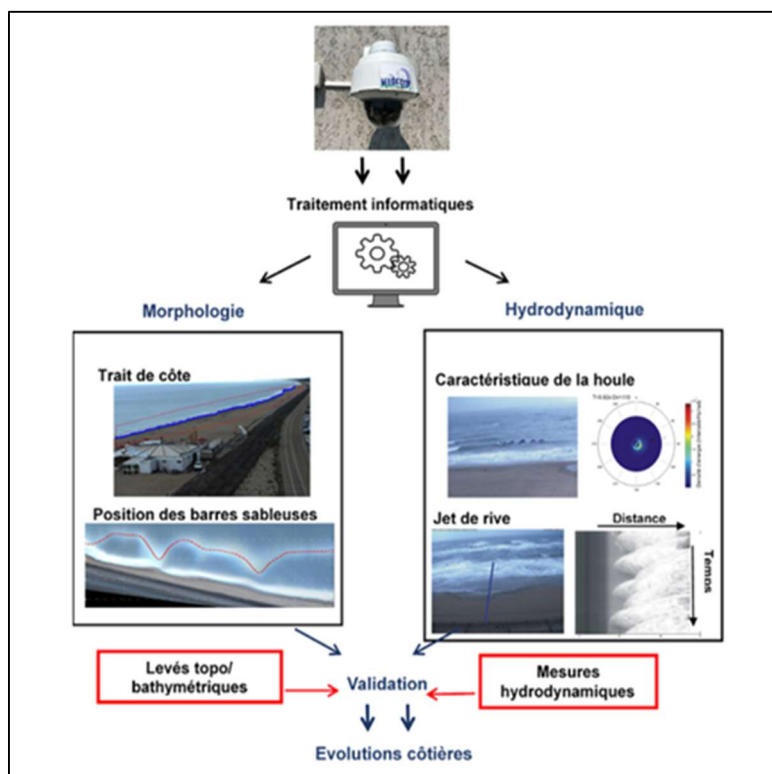 Traitement informatiques
Morphologie
Hydrodynamique
Trait de côte
Position des barres sableuses
Caractéristique de la houle
Jet de rive
Distance
Temps
Levés topo/
bathymétriques
Validation
Mesures
hydrodynamiques
Evolutions côtières